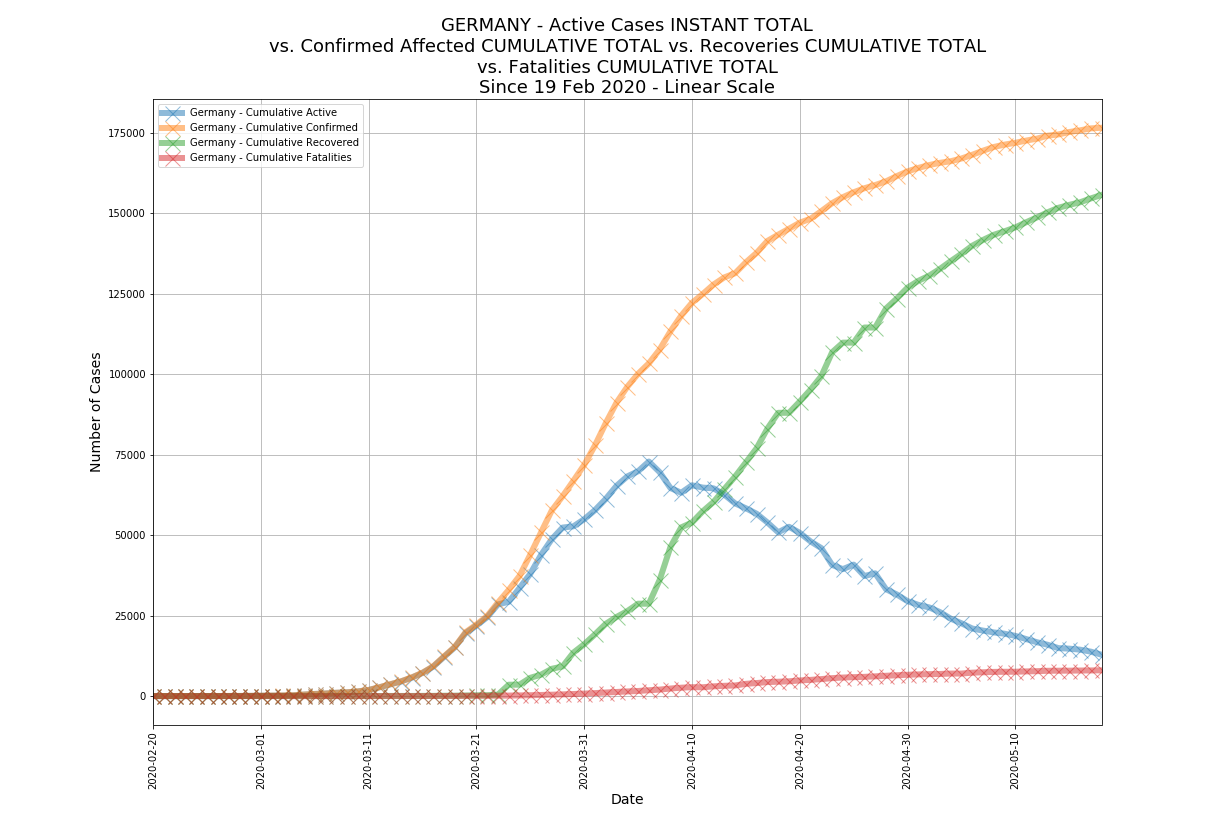 GERMANY - Active Cases INSTANT TOTAL
vs. Confirmed Affected CUMULATIVE TOTAL vs. Recoveries CUMULATIVE TOTAL
vs. Fatalities CUMULATIVE TOTAL
Since 19 Feb 2020 - Linear Scale
Germany - Cumulative Active
Germany - Cumulative Confirmed
Germany - Cumulative Recovered
Germany - Cumulative Fatalities
Number of Cases
175000
150000
125000
100000
75000
50000
25000
0
2020-02-20
2020-03-01
2020-03-11
2020-03-21
2020-03-31
2020-04-10
2020-04-20
2020-04-30
2020-05-10
Date